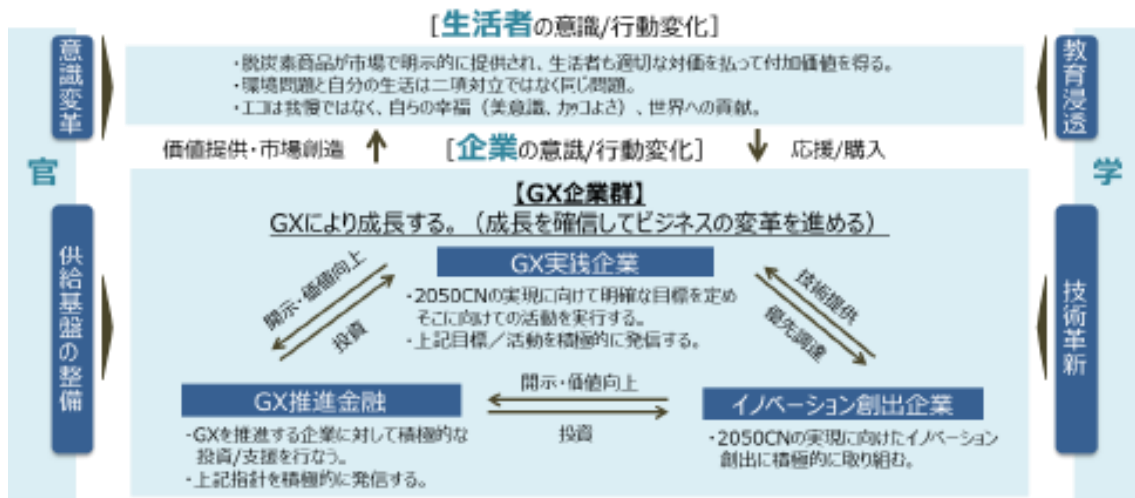 [生活者の意識/行動変化]
意識変革
・脱炭素商品が市場で明示的に提供され、生活者も適切な対価を払って付加価値を得る。
・環境問題と自分の生活は二項対立ではなく同じ問題。
・エコは我慢ではなく、自らの幸福（美意識、カッコよさ）、世界への貢献。
教育浸透
価値提供・市場創造
[企業の意識/行動変化]
応援/購入
官
学
【GX企業群】
GXにより成長する。（成長を確信してビジネスの変革を進める）
供給基盤の整備
技術革新
GX実践企業
・2050CNの実現に向けて明確な目標を定め
そこに向けての活動を実行する。
・上記目標／活動を積極的に発信する。
開示・価値向上
投資
技術提供
優先調達
GX推進金融
・GXを推進する企業に対して積極的な
投資/支援を行なう。
・上記指針を積極的に発信する。
開示・価値向上
投資
イノベーション創出企業
・2050CNの実現に向けたイノベーション
創出に積極的に取り組む。